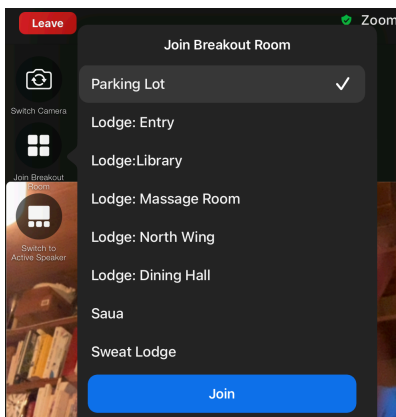 Leave
Zoom
Join Breakout Room
Parking Lot
Switch Camera
Lodge: Entry
Lodge:Library
Join Breakout
Room
Lodge: Massage Room
Lodge: North Wing
Switch to
Active Speaker
Lodge: Dining Hall
Saua
Sweat Lodge
Join